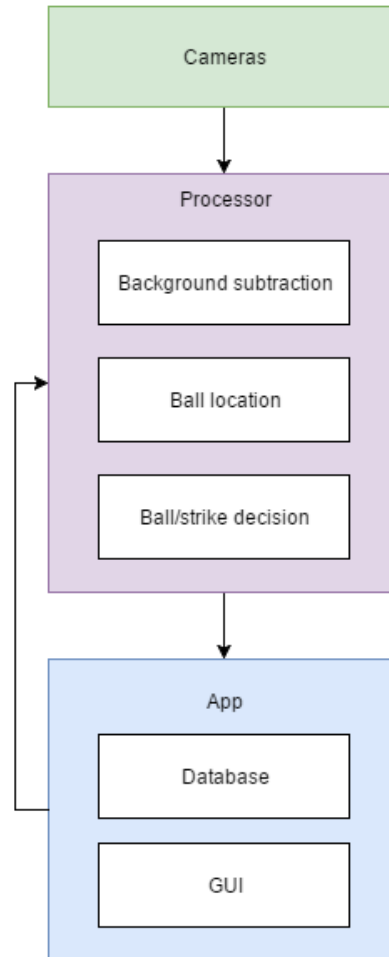 Cameras
Processor
Background subtraction
Ball location
Ball/strike decision
App
Database
GUI